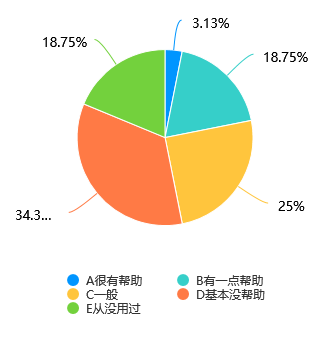 3.13%
18.75%
18.75%
25%
34.3...
A很有帮助
B有一点帮助
C一般
D基本没帮助
E从没用过